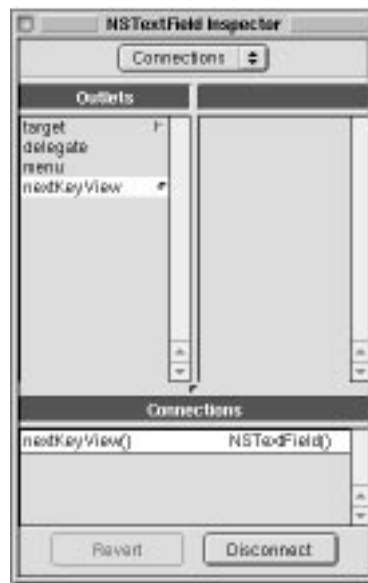 NSTextField Inspector
Connections
Outlets
target
delegate
menu
nextKeyView
Connections
nextKeyView() NSTextField()
Revert Disconnect